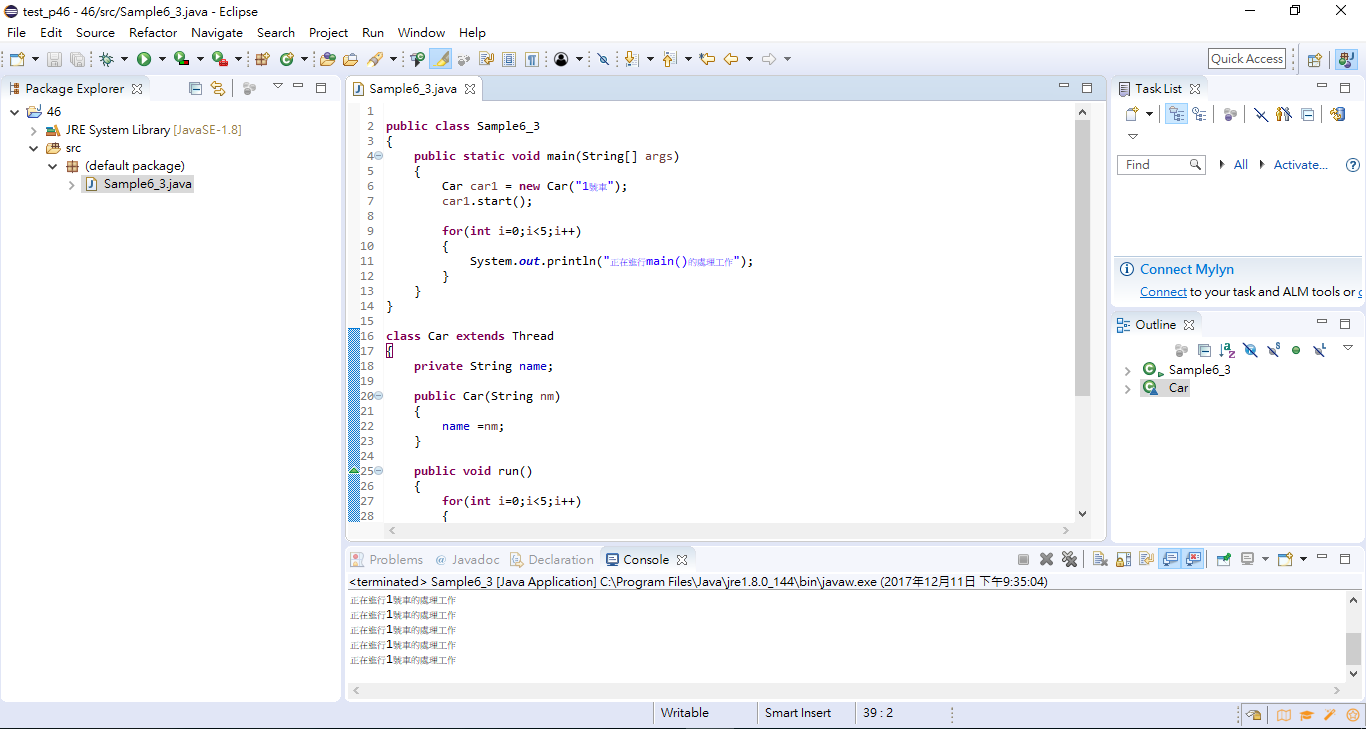 test_p46 - 46/src/Sample6_3.java - Eclipse
File Edit Source Refactor Navigate Search Project Run Window Help
Quick Access
Package Explorer
46
JRE System Library [JavaSE-1.8]
src
(default package)
Sample6_3.java
Sample6_3.java
1
2 public class Sample6_3
3 {
4 public static void main(String[] args)
5 {
6 Car car1 = new Car("1號車");
7 car1.start();
8
9 for(int i=0;i<5;i++)
10 {
11 System.out.println("正在進行main()的處理工作");
12 }
13 }
14 }
15
16 class Car extends Thread
17 {
18 private String name;
19
20 public Car(String nm)
21 {
22 name =nm;
23 }
24
25 public void run()
26 {
27 for(int i=0;i<5;i++)
28 {
Task List
Find All Activate...
Connect Mylyn
Connect to your task and ALM tools or c
Outline
Sample6_3
Car
Problems @ Javadoc Declaration Console
<terminated> Sample6_3 [Java Application] C:\Program Files\Java\jre1.8.0_144\bin\javaw.exe (2017年12月11日 下午9:35:04)
正在進行1號車的處理工作
正在進行1號車的處理工作
正在進行1號車的處理工作
正在進行1號車的處理工作
正在進行1號車的處理工作
Writable Smart Insert 39 : 2